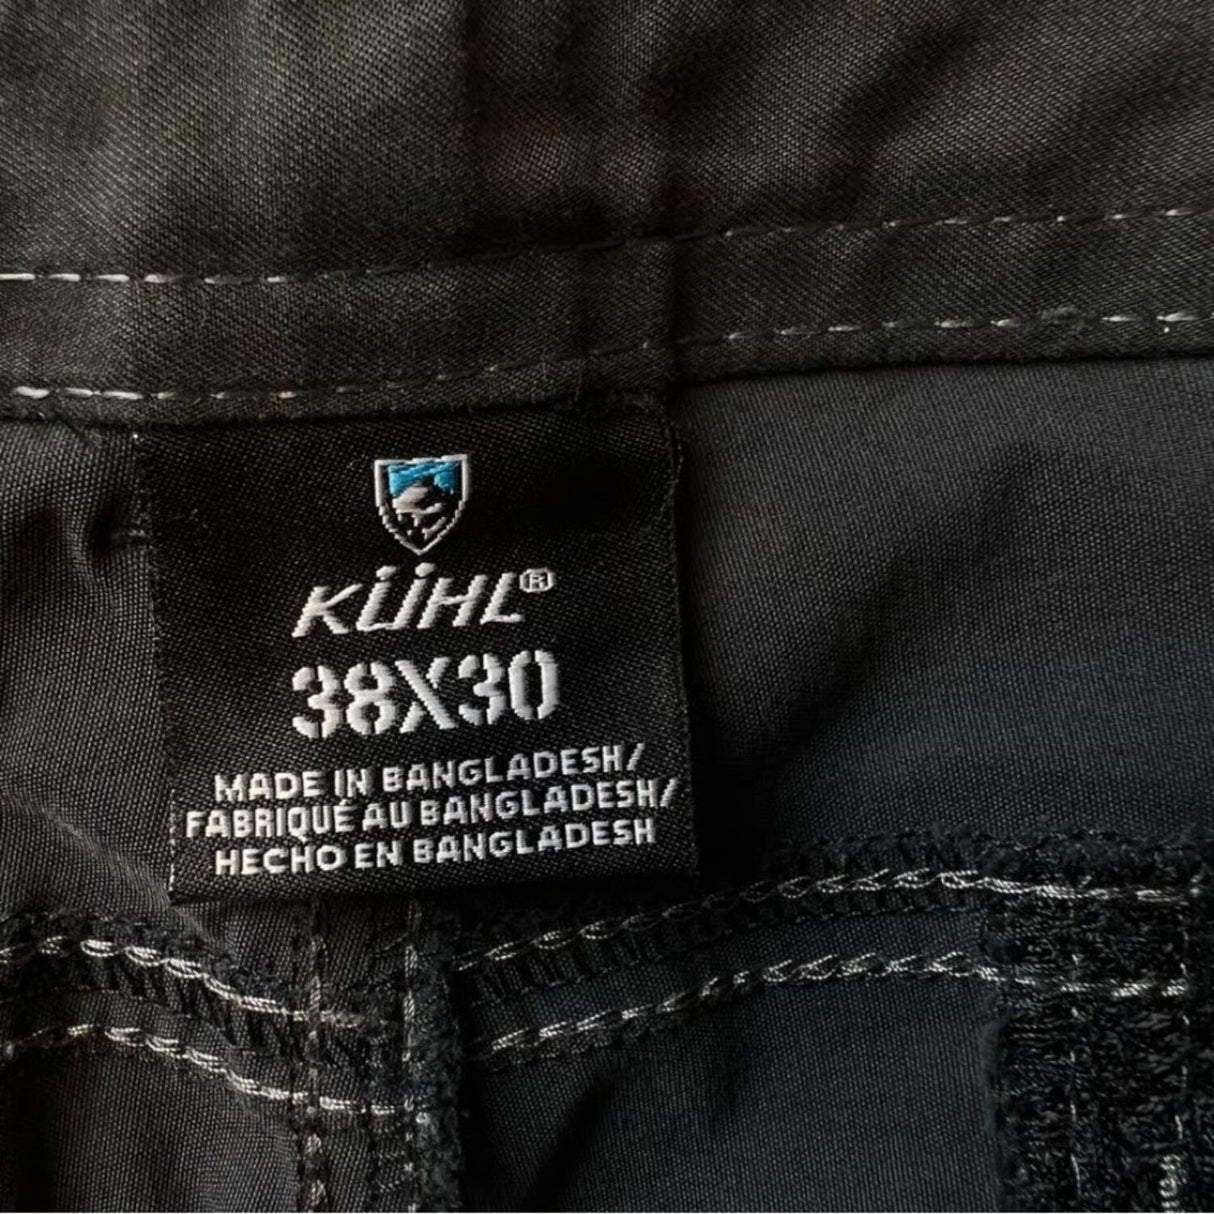 KÜHL®
38X30
MADE IN BANGLADESH/
FABRIQUÉ AU BANGLADESH/
HECHO EN BANGLADESH